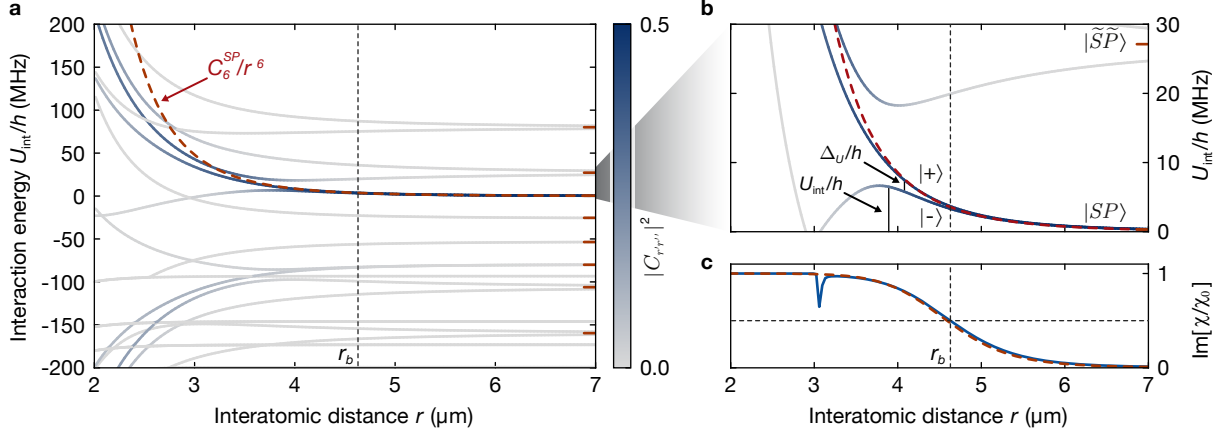 a
200
150
100
50
0
-50
-100
-150
-200
Interaction energy U_int/h (MHz)
C_6^{SP}/r^6
r_b
2 3 4 5 6 7
Interatomic distance r (μm)
0.5
0.0
|C_{r'r''}|^2
b
30
20
10
0
U_int/h (MHz)
|S̃P̃⟩
Δ_U/h
U_int/h
|+⟩
|-⟩
|SP⟩
c
1
0
Im[χ/χ_0]
r_b
2 3 4 5 6 7
Interatomic distance r (μm)